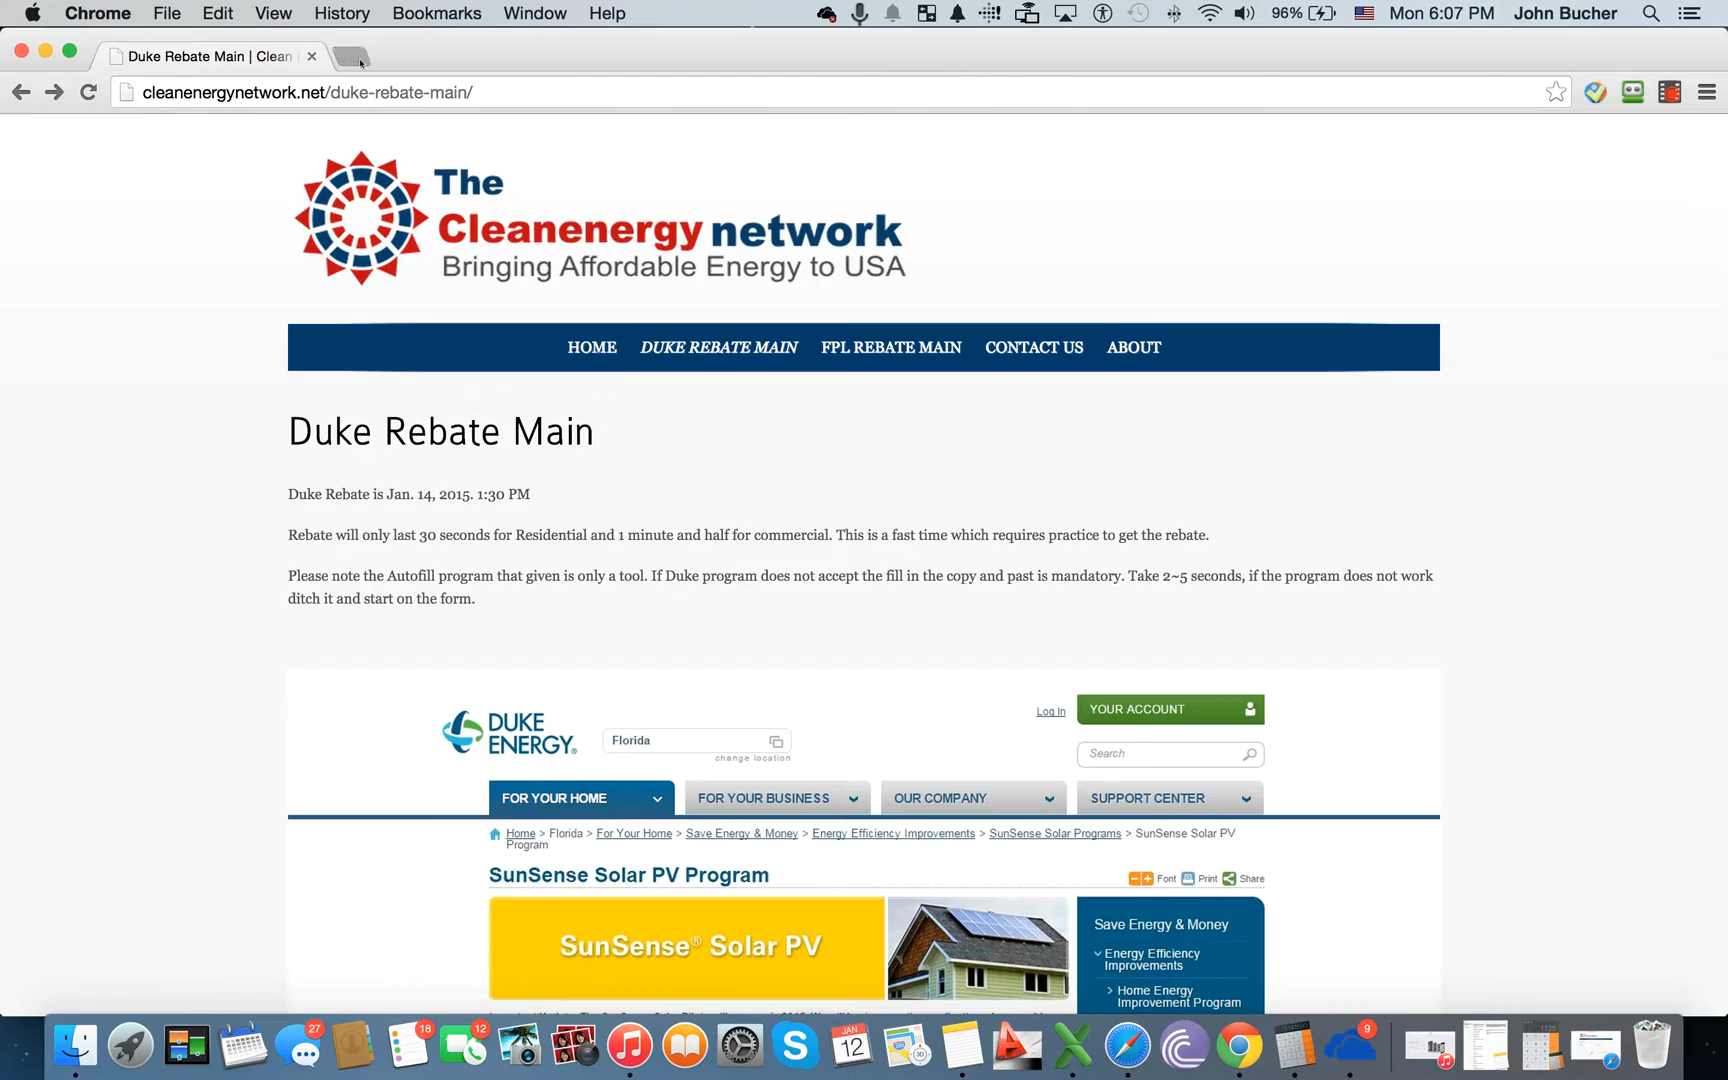 Chrome File Edit View History Bookmarks Window Help 96% Mon 6:07 PM John Bucher
Duke Rebate Main | Clean
cleanenergynetwork.net/duke-rebate-main/
The
Cleanenergy network
Bringing Affordable Energy to USA
HOME DUKE REBATE MAIN FPL REBATE MAIN CONTACT US ABOUT
Duke Rebate Main
Duke Rebate is Jan. 14, 2015. 1:30 PM
Rebate will only last 30 seconds for Residential and 1 minute and half for commercial. This is a fast time which requires practice to get the rebate.
Please note the Autofill program that given is only a tool. If Duke program does not accept the fill in the copy and past is mandatory. Take 2~5 seconds, if the program does not work
ditch it and start on the form.
DUKE
ENERGY®
Florida
change location
Log In
YOUR ACCOUNT
Search
FOR YOUR HOME FOR YOUR BUSINESS OUR COMPANY SUPPORT CENTER
Home > Florida > For Your Home > Save Energy & Money > Energy Efficiency Improvements > SunSense Solar Programs > SunSense Solar PV
Program
SunSense Solar PV Program
Font Print Share
SunSense® Solar PV
Save Energy & Money
Energy Efficiency
Improvements
Home Energy
Improvement Program
27
18
12
JAN
12
3D
9